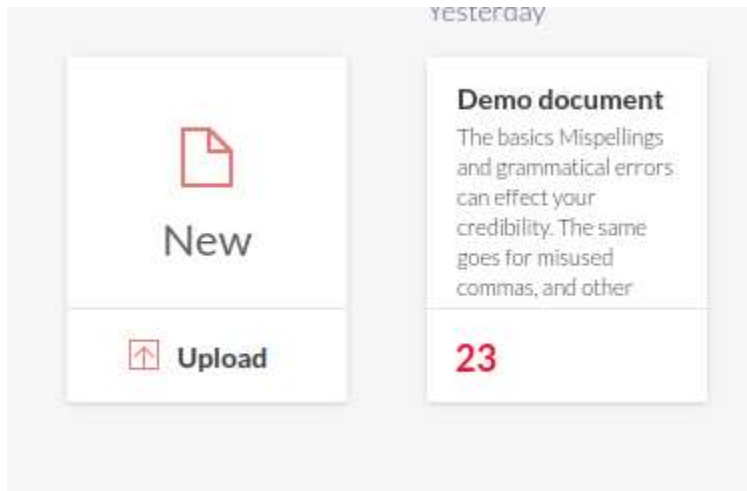 Yesterday
New
Upload
Demo document
The basics Mispellings
and grammatical errors
can effect your
credibility. The same
goes for misused
commas, and other
23